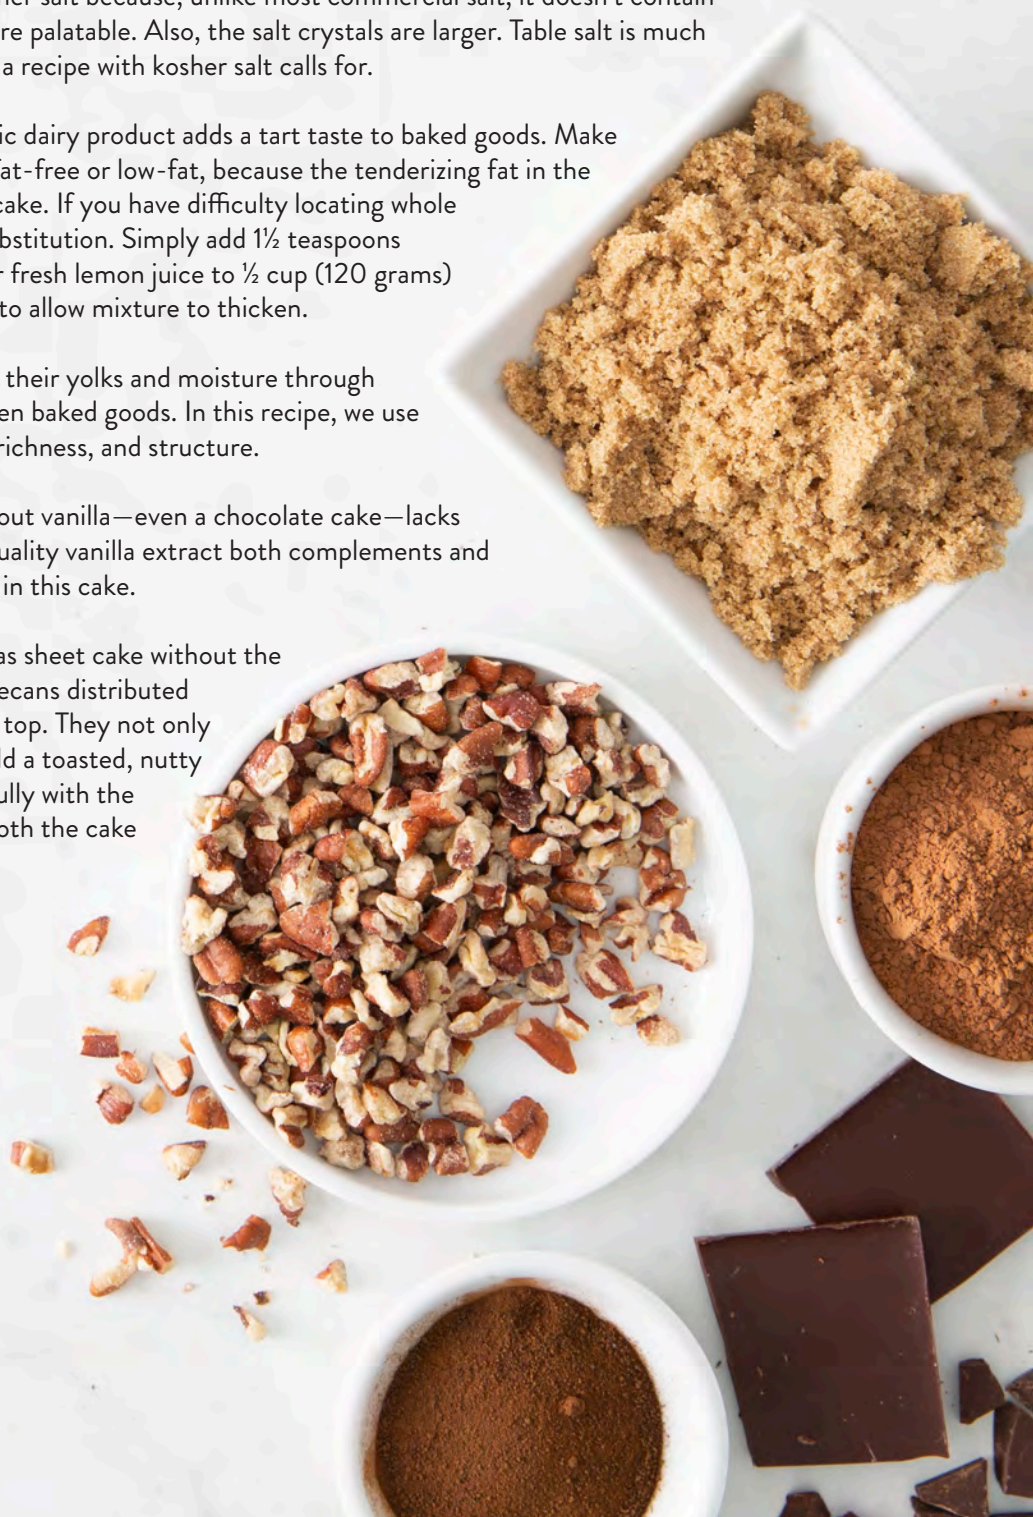 her salt because, unlike most commercial salt, it doesn't contain
re palatable. Also, the salt crystals are larger. Table salt is much
a recipe with kosher salt calls for.
ic dairy product adds a tart taste to baked goods. Make
fat-free or low-fat, because the tenderizing fat in the
cake. If you have difficulty locating whole
bstitution. Simply add 1½ teaspoons
r fresh lemon juice to ½ cup (120 grams)
to allow mixture to thicken.
their yolks and moisture through
en baked goods. In this recipe, we use
richness, and structure.
out vanilla—even a chocolate cake—lacks
uality vanilla extract both complements and
in this cake.
as sheet cake without the
ecans distributed
top. They not only
ld a toasted, nutty
ully with the
oth the cake